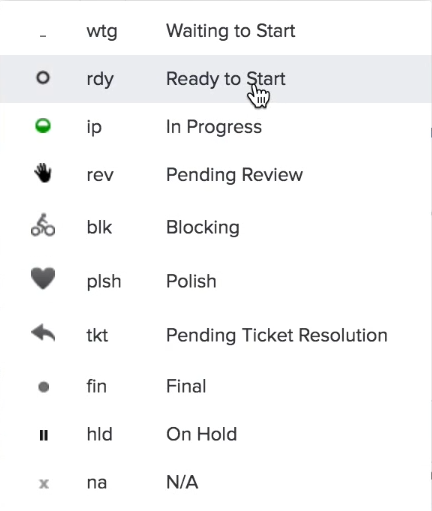 wtg Waiting to Start
rdy Ready to Start
ip In Progress
rev Pending Review
blk Blocking
plsh Polish
tkt Pending Ticket Resolution
fin Final
hld On Hold
na N/A